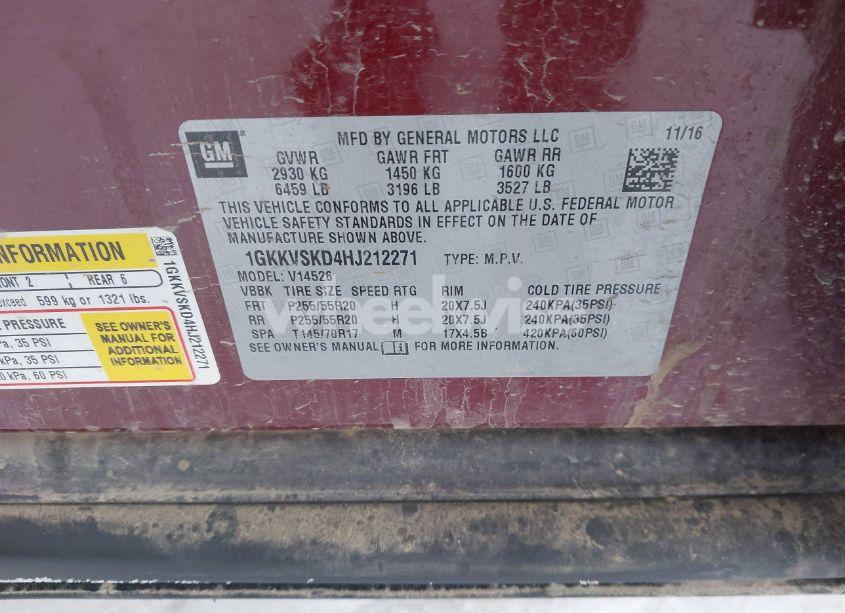 GM
MFD BY GENERAL MOTORS LLC 11/16
GVWR GAWR FRT GAWR RR
2930 KG 1450 KG 1600 KG
6459 LB 3196 LB 3527 LB
THIS VEHICLE CONFORMS TO ALL APPLICABLE U.S. FEDERAL MOTOR
VEHICLE SAFETY STANDARDS IN EFFECT ON THE DATE OF
MANUFACTURE SHOWN ABOVE.
1GKKVSKD4HJ212271 TYPE: M.P.V.
MODEL: V14526
VBBK TIRE SIZE SPEED RTG RIM COLD TIRE PRESSURE
FRT P255/55R20 H 20X7.5J 240KPA(35PSI)
RR P255/55R20 H 20X7.5J 240KPA(35PSI)
SPA T145/70R17 M 17X4.5B 420KPA(60PSI)
SEE OWNER'S MANUAL FOR MORE INFORMATION.
INFORMATION
2 REAR 6
599 kg or 1321 lbs.
PRESSURE
35 PSI
35 PSI
kPa, 60 PSI
SEE OWNER'S
MANUAL FOR
ADDITIONAL
INFORMATION
1GKKVSKD4HJ212271